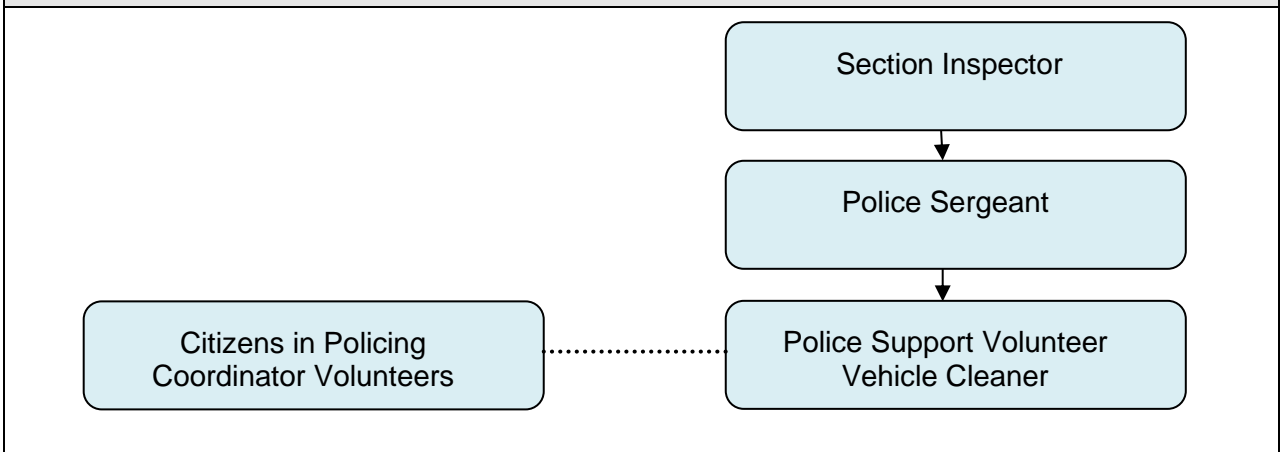 Section Inspector
Police Sergeant
Citizens in Policing
Coordinator Volunteers
Police Support Volunteer
Vehicle Cleaner